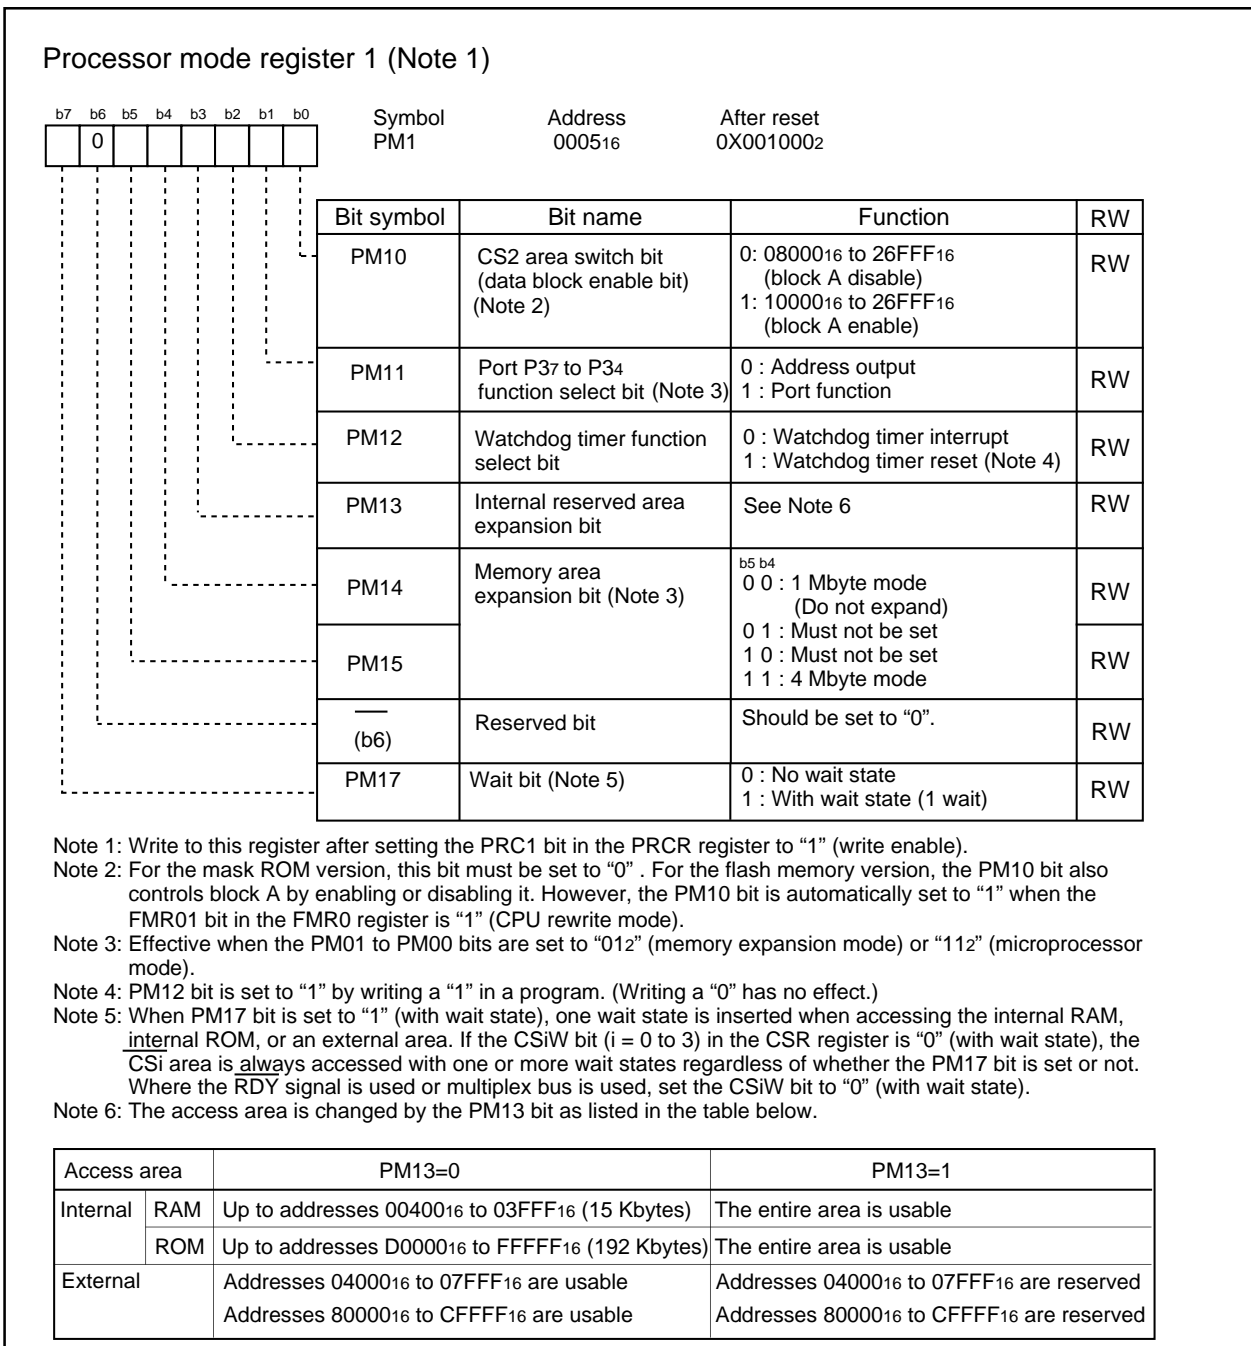 Processor mode register 1 (Note 1)
b7 b6 b5 b4 b3 b2 b1 b0
Symbol Address After reset
0
PM1 000516 0X0010002
Bit symbol Bit name Function RW
PM10 CS2 area switch bit (data block enable bit) (Note 2) 0: 0800016 to 26FFF16 (block A disable) 1: 1000016 to 26FFF16 (block A enable) RW
PM11 Port P37 to P34 function select bit (Note 3) 0 : Address output 1 : Port function RW
PM12 Watchdog timer function select bit 0 : Watchdog timer interrupt 1 : Watchdog timer reset (Note 4) RW
PM13 Internal reserved area expansion bit See Note 6 RW
PM14 Memory area expansion bit (Note 3) b5 b4 0 0 : 1 Mbyte mode (Do not expand) RW
0 1 : Must not be set
PM15 1 0 : Must not be set 1 1 : 4 Mbyte mode RW
(b6) Reserved bit Should be set to “0”. RW
PM17 Wait bit (Note 5) 0 : No wait state 1 : With wait state (1 wait) RW
Note 1: Write to this register after setting the PRC1 bit in the PRCR register to “1” (write enable).
Note 2: For the mask ROM version, this bit must be set to “0” . For the flash memory version, the PM10 bit also
controls block A by enabling or disabling it. However, the PM10 bit is automatically set to “1” when the
FMR01 bit in the FMR0 register is “1” (CPU rewrite mode).
Note 3: Effective when the PM01 to PM00 bits are set to “012” (memory expansion mode) or “112” (microprocessor
mode).
Note 4: PM12 bit is set to “1” by writing a “1” in a program. (Writing a “0” has no effect.)
Note 5: When PM17 bit is set to “1” (with wait state), one wait state is inserted when accessing the internal RAM,
internal ROM, or an external area. If the CSiW bit (i = 0 to 3) in the CSR register is “0” (with wait state), the
CSi area is always accessed with one or more wait states regardless of whether the PM17 bit is set or not.
Where the RDY signal is used or multiplex bus is used, set the CSiW bit to “0” (with wait state).
Note 6: The access area is changed by the PM13 bit as listed in the table below.
Access area PM13=0 PM13=1
Internal RAM Up to addresses 0040016 to 03FFF16 (15 Kbytes) The entire area is usable
ROM Up to addresses D000016 to FFFFF16 (192 Kbytes) The entire area is usable
External Addresses 0400016 to 07FFF16 are usable Addresses 0400016 to 07FFF16 are reserved
Addresses 8000016 to CFFFF16 are usable Addresses 8000016 to CFFFF16 are reserved